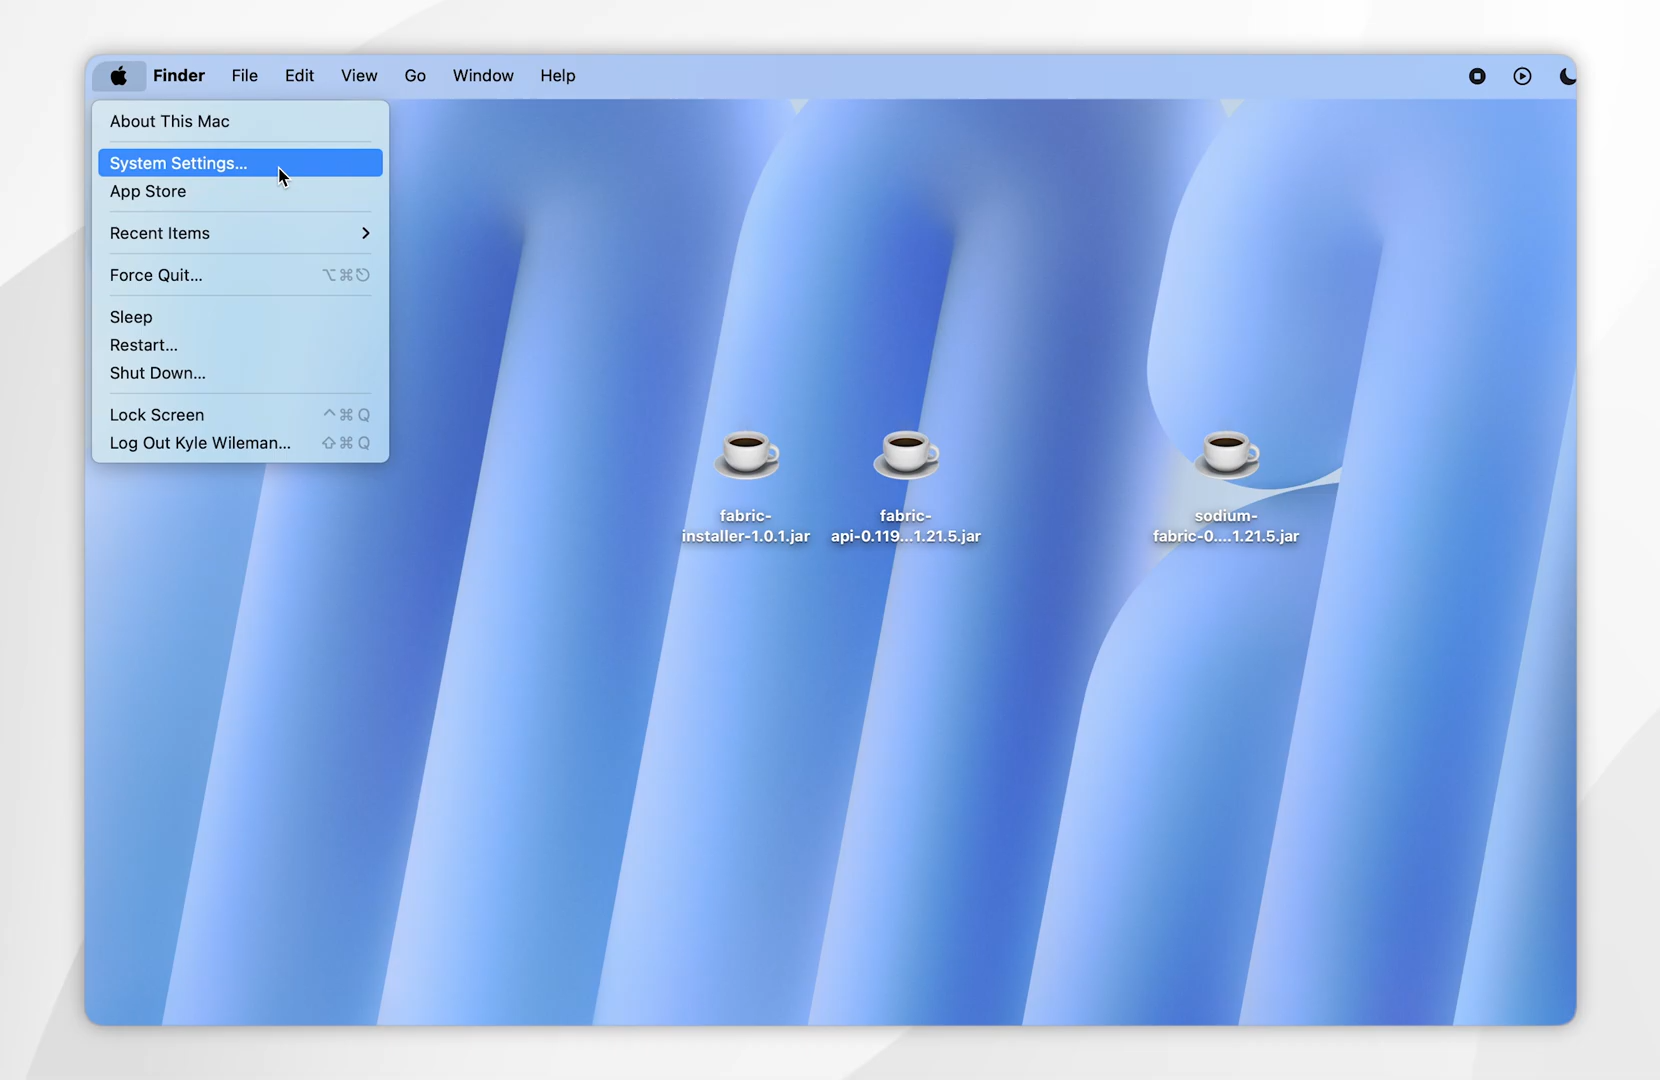 Finder File Edit View Go Window Help
About This Mac
System Settings...
App Store
Recent Items
Force Quit... ⌥⌘⎋
Sleep
Restart...
Shut Down...
Lock Screen ^⌘Q
Log Out Kyle Wileman... ⇧⌘Q
fabric-
installer-1.0.1.jar
fabric-
api-0.119...1.21.5.jar
sodium-
fabric-0....1.21.5.jar